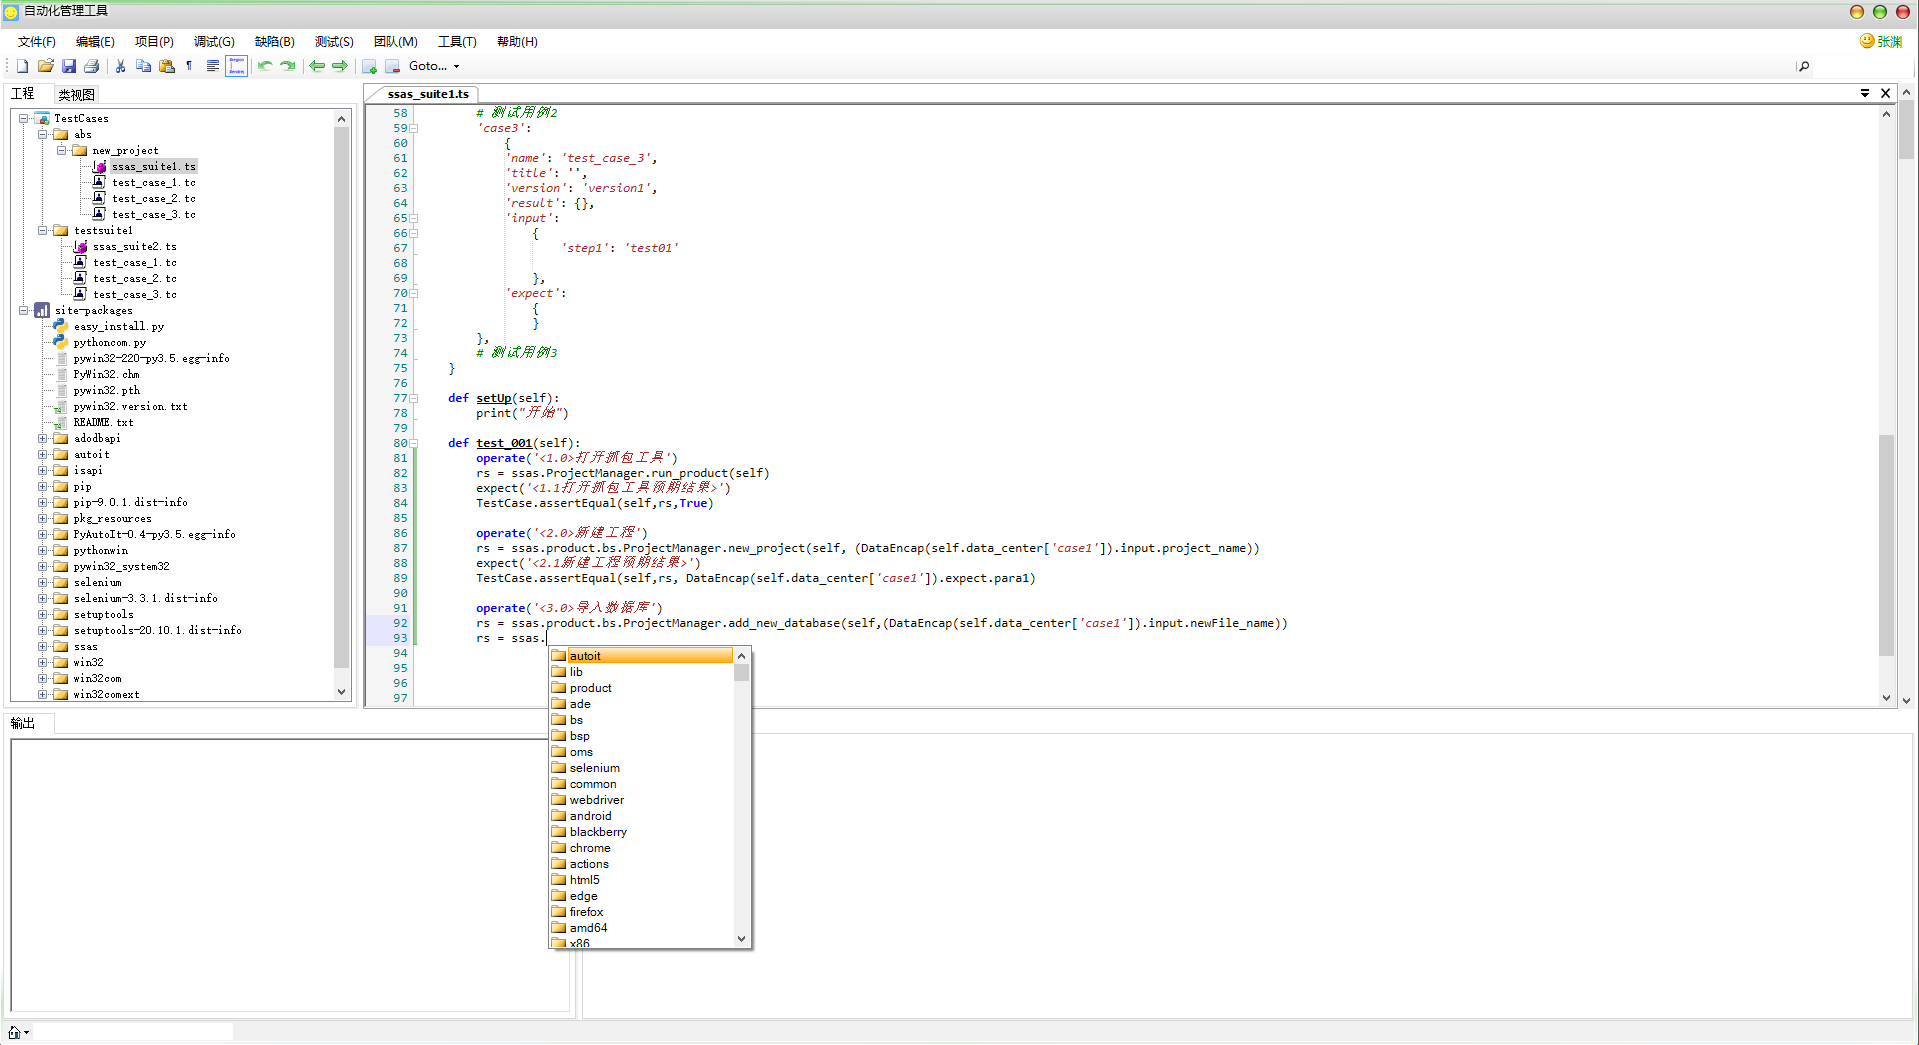 自动化管理工具
文件(F) 编辑(E) 项目(P) 调试(G) 缺陷(B) 测试(S) 团队(M) 工具(T) 帮助(H)
张渊
Goto...
工程 类视图
TestCases
abs
new_project
ssas_suite1.ts
test_case_1.tc
test_case_2.tc
test_case_3.tc
testsuite1
ssas_suite2.ts
test_case_1.tc
test_case_2.tc
test_case_3.tc
site-packages
easy_install.py
pythoncom.py
pywin32-220-py3.5.egg-info
PyWin32.chm
pywin32.pth
pywin32.version.txt
README.txt
adodbapi
autoit
isapi
pip
pip-9.0.1.dist-info
pkg_resources
PyAutoIt-0.4-py3.5.egg-info
pythonwin
pywin32_system32
selenium
selenium-3.3.1.dist-info
setuptools
setuptools-20.10.1.dist-info
ssas
win32
win32com
win32comext
ssas_suite1.ts
58 # 测试用例2
59 'case3':
60 {
61 'name': 'test_case_3',
62 'title': '',
63 'version': 'version1',
64 'result': {},
65 'input':
66 {
67 'step1': 'test01'
68
69 },
70 'expect':
71 {
72 }
73 },
74 # 测试用例3
75 }
76
77 def setUp(self):
78 print("开始")
79
80 def test_001(self):
81 operate('<1.0>打开抓包工具')
82 rs = ssas.ProjectManager.run_product(self)
83 expect('<1.1打开抓包工具预期结果>')
84 TestCase.assertEqual(self,rs,True)
85
86 operate('<2.0>新建工程')
87 rs = ssas.product.bs.ProjectManager.new_project(self, (DataEncap(self.data_center['case1']).input.project_name))
88 expect('<2.1新建工程预期结果>')
89 TestCase.assertEqual(self,rs, DataEncap(self.data_center['case1']).expect.para1)
90
91 operate('<3.0>导入数据库')
92 rs = ssas.product.bs.ProjectManager.add_new_database(self,(DataEncap(self.data_center['case1']).input.newFile_name))
93 rs = ssas.
94
95
96
97
autoit
lib
product
ade
bs
bsp
oms
selenium
common
webdriver
android
blackberry
chrome
actions
html5
edge
firefox
amd64
x86
输出